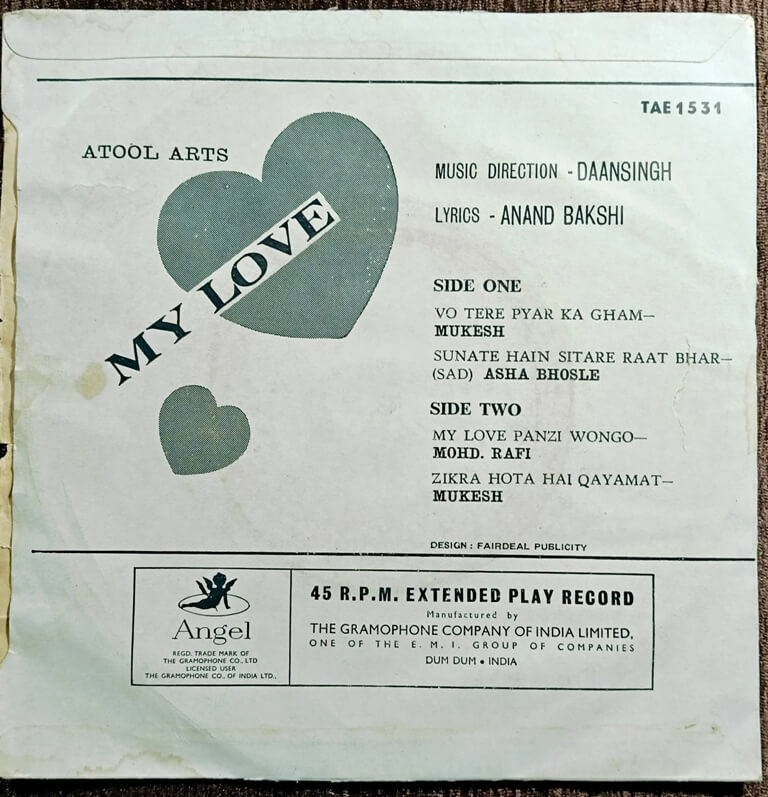 TAE 1531
ATOOL ARTS
MY LOVE
MUSIC DIRECTION - DAANSINGH
LYRICS - ANAND BAKSHI
SIDE ONE
VO TERE PYAR KA GHAM—
MUKESH
SUNATE HAIN SITARE RAAT BHAR—
(SAD) ASHA BHOSLE
SIDE TWO
MY LOVE PANZI WONGO—
MOHD. RAFI
ZIKRA HOTA HAI QAYAMAT—
MUKESH
DESIGN : FAIRDEAL PUBLICITY
Angel
REGD. TRADE MARK OF
THE GRAMOPHONE CO., LTD
LICENSED USER
THE GRAMOPHONE CO., OF INDIA LTD.,
45 R.P.M. EXTENDED PLAY RECORD
Manufactured by
THE GRAMOPHONE COMPANY OF INDIA LIMITED,
ONE OF THE E. M. I. GROUP OF COMPANIES
DUM DUM • INDIA